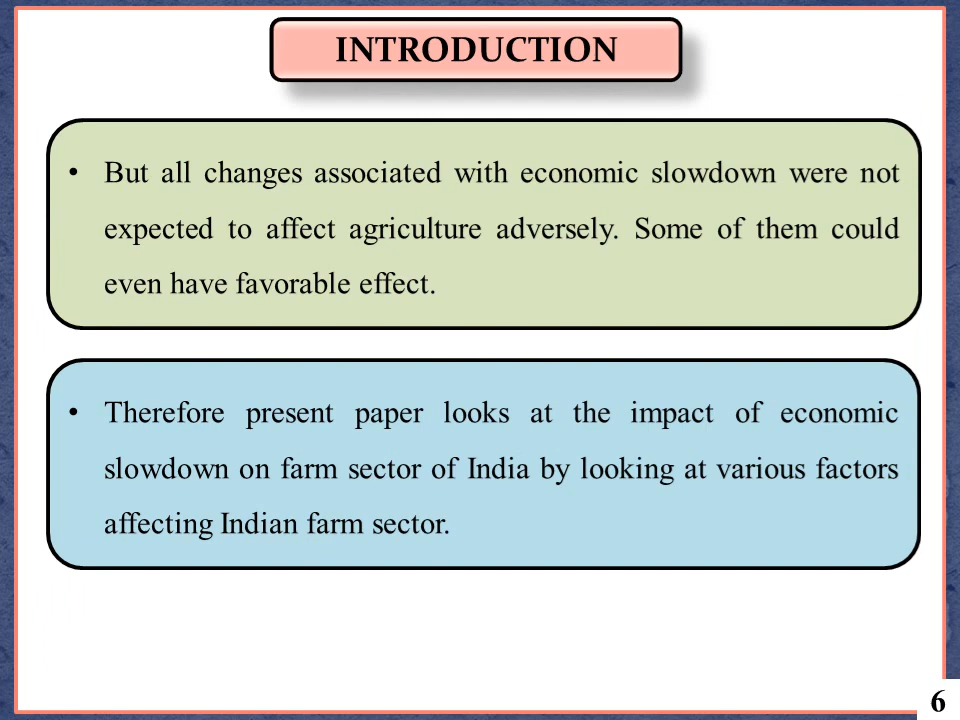 INTRODUCTION
• But all changes associated with economic slowdown were not
expected to affect agriculture adversely. Some of them could
even have favorable effect.
• Therefore present paper looks at the impact of economic
slowdown on farm sector of India by looking at various factors
affecting Indian farm sector.
6